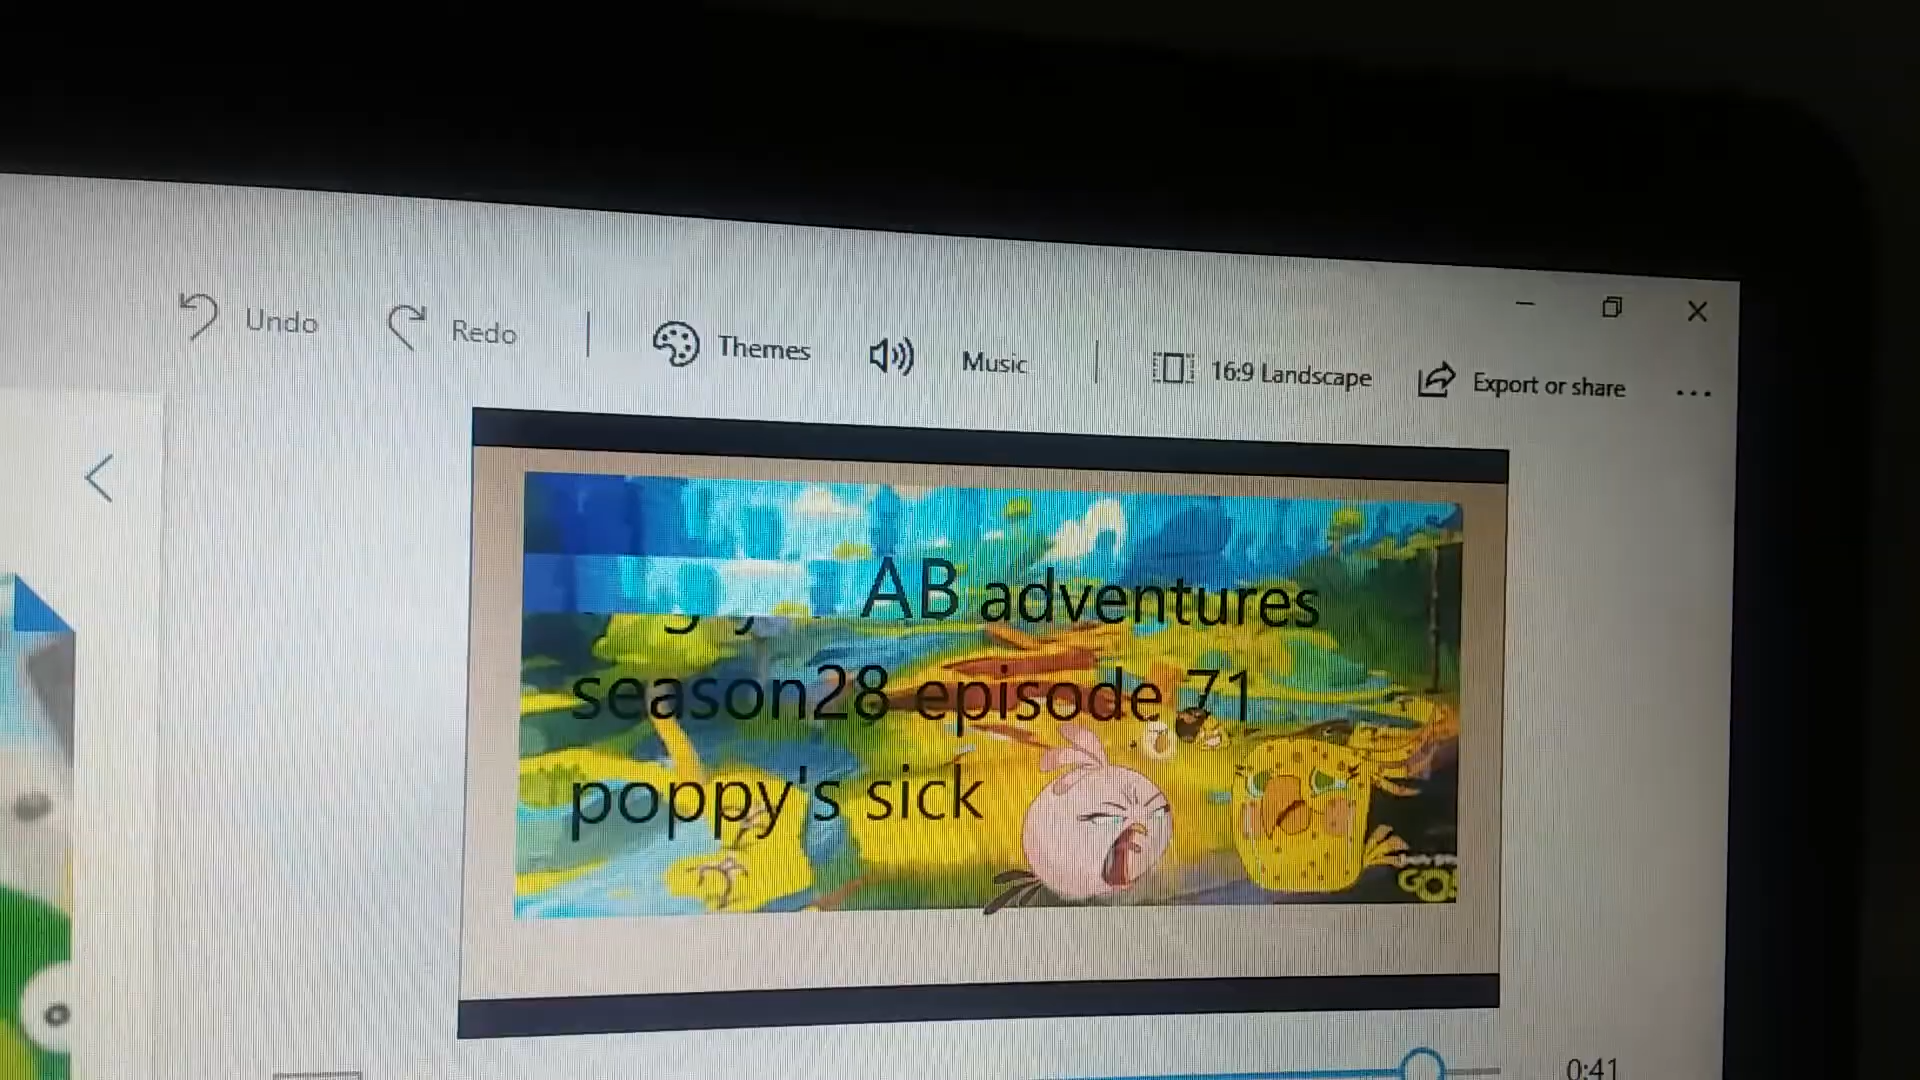 Undo
Redo
Themes
Music
16:9 Landscape
Export or share
AB adventures
season28 episode 71
poppy's sick
0:41